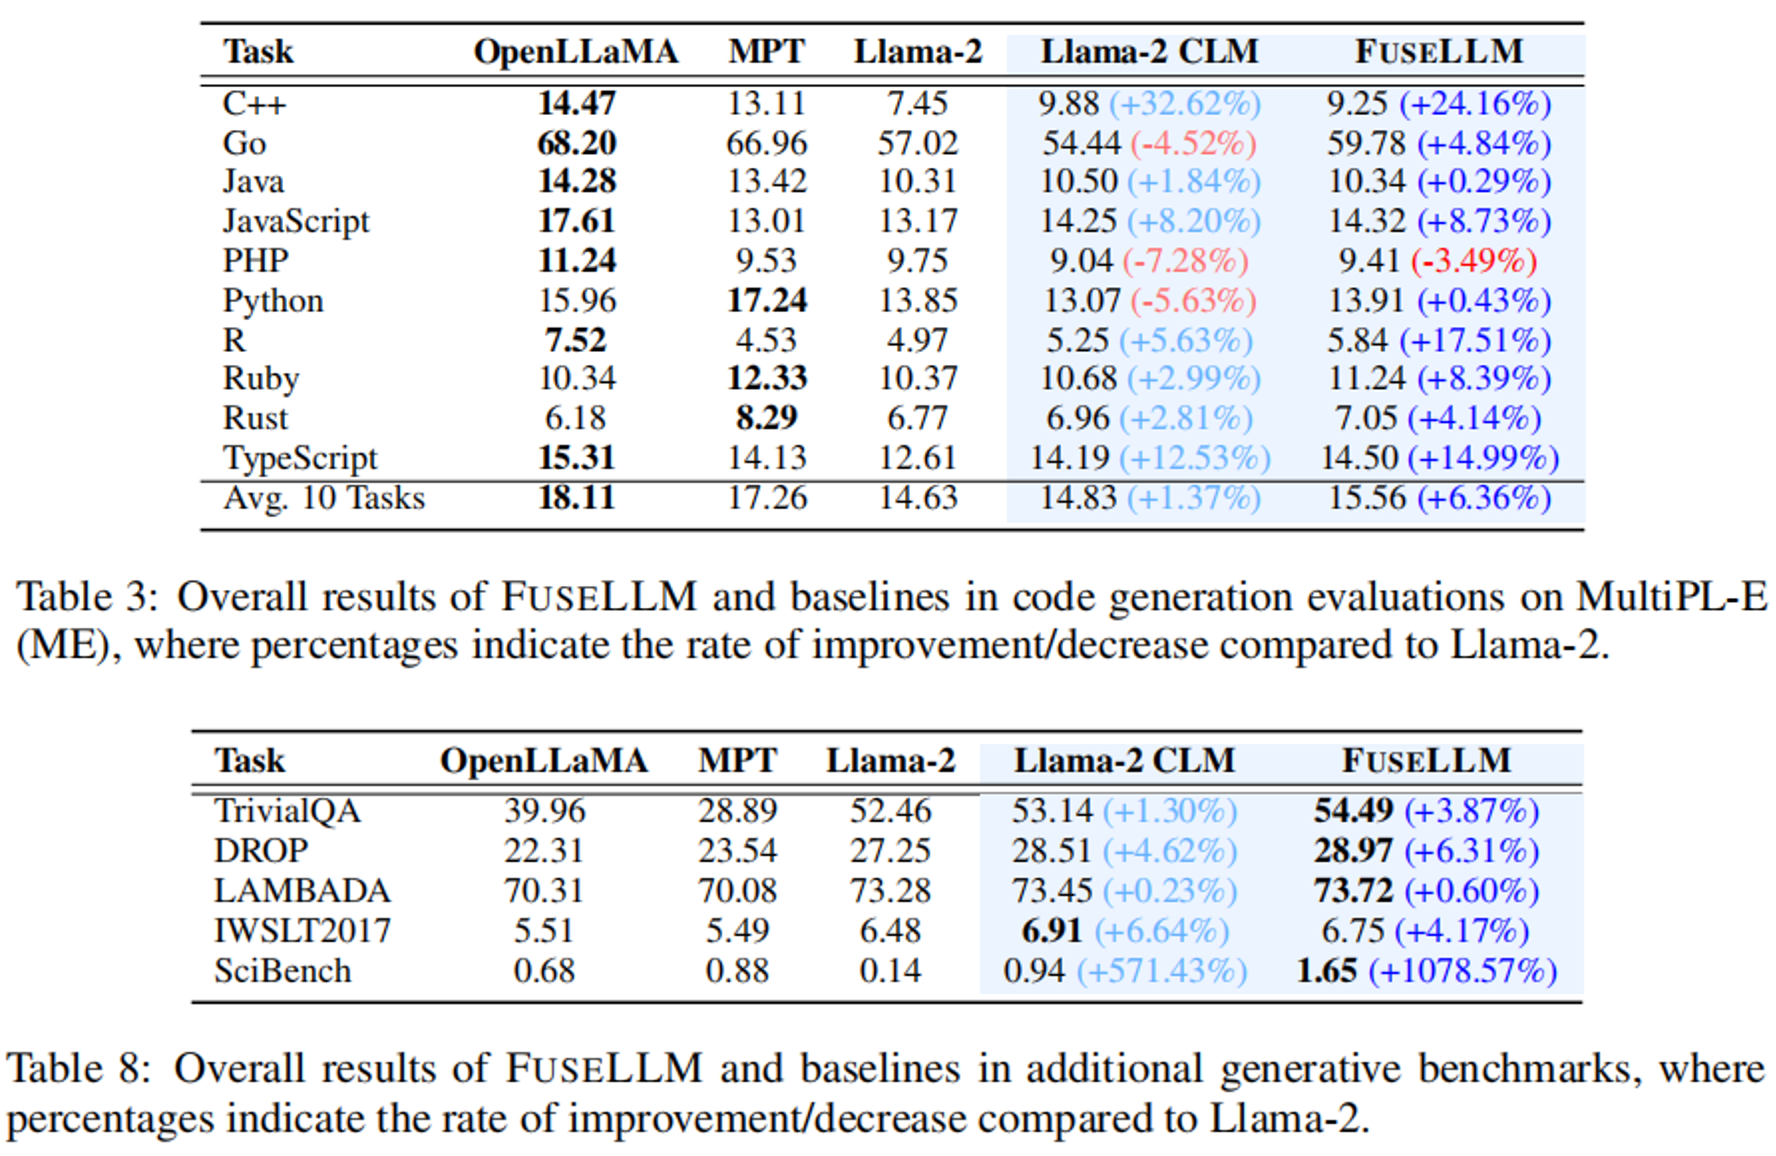 Task OpenLLaMA MPT Llama-2 Llama-2 CLM FUSELLM
C++ 14.47 13.11 7.45 9.88 (+32.62%) 9.25 (+24.16%)
Go 68.20 66.96 57.02 54.44 (-4.52%) 59.78 (+4.84%)
Java 14.28 13.42 10.31 10.50 (+1.84%) 10.34 (+0.29%)
JavaScript 17.61 13.01 13.17 14.25 (+8.20%) 14.32 (+8.73%)
PHP 11.24 9.53 9.75 9.04 (-7.28%) 9.41 (-3.49%)
Python 15.96 17.24 13.85 13.07 (-5.63%) 13.91 (+0.43%)
R 7.52 4.53 4.97 5.25 (+5.63%) 5.84 (+17.51%)
Ruby 10.34 12.33 10.37 10.68 (+2.99%) 11.24 (+8.39%)
Rust 6.18 8.29 6.77 6.96 (+2.81%) 7.05 (+4.14%)
TypeScript 15.31 14.13 12.61 14.19 (+12.53%) 14.50 (+14.99%)
Avg. 10 Tasks 18.11 17.26 14.63 14.83 (+1.37%) 15.56 (+6.36%)
Table 3: Overall results of FUSELLM and baselines in code generation evaluations on MultiPL-E
(ME), where percentages indicate the rate of improvement/decrease compared to Llama-2.
Task OpenLLaMA MPT Llama-2 Llama-2 CLM FUSELLM
TrivialQA 39.96 28.89 52.46 53.14 (+1.30%) 54.49 (+3.87%)
DROP 22.31 23.54 27.25 28.51 (+4.62%) 28.97 (+6.31%)
LAMBADA 70.31 70.08 73.28 73.45 (+0.23%) 73.72 (+0.60%)
IWSLT2017 5.51 5.49 6.48 6.91 (+6.64%) 6.75 (+4.17%)
SciBench 0.68 0.88 0.14 0.94 (+571.43%) 1.65 (+1078.57%)
Table 8: Overall results of FUSELLM and baselines in additional generative benchmarks, where
percentages indicate the rate of improvement/decrease compared to Llama-2.